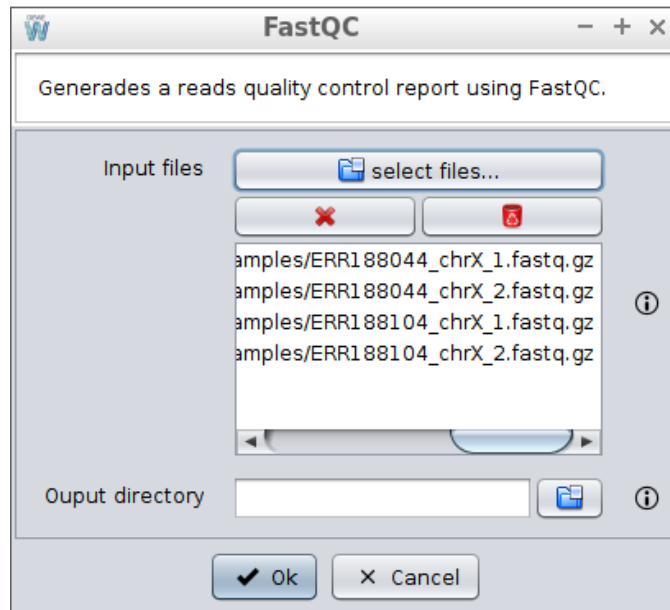 FastQC
Generades a reads quality control report using FastQC.
Input files
select files...
amples/ERR188044_chrX_1.fastq.gz
amples/ERR188044_chrX_2.fastq.gz
amples/ERR188104_chrX_1.fastq.gz
amples/ERR188104_chrX_2.fastq.gz
Ouput directory
Ok
Cancel